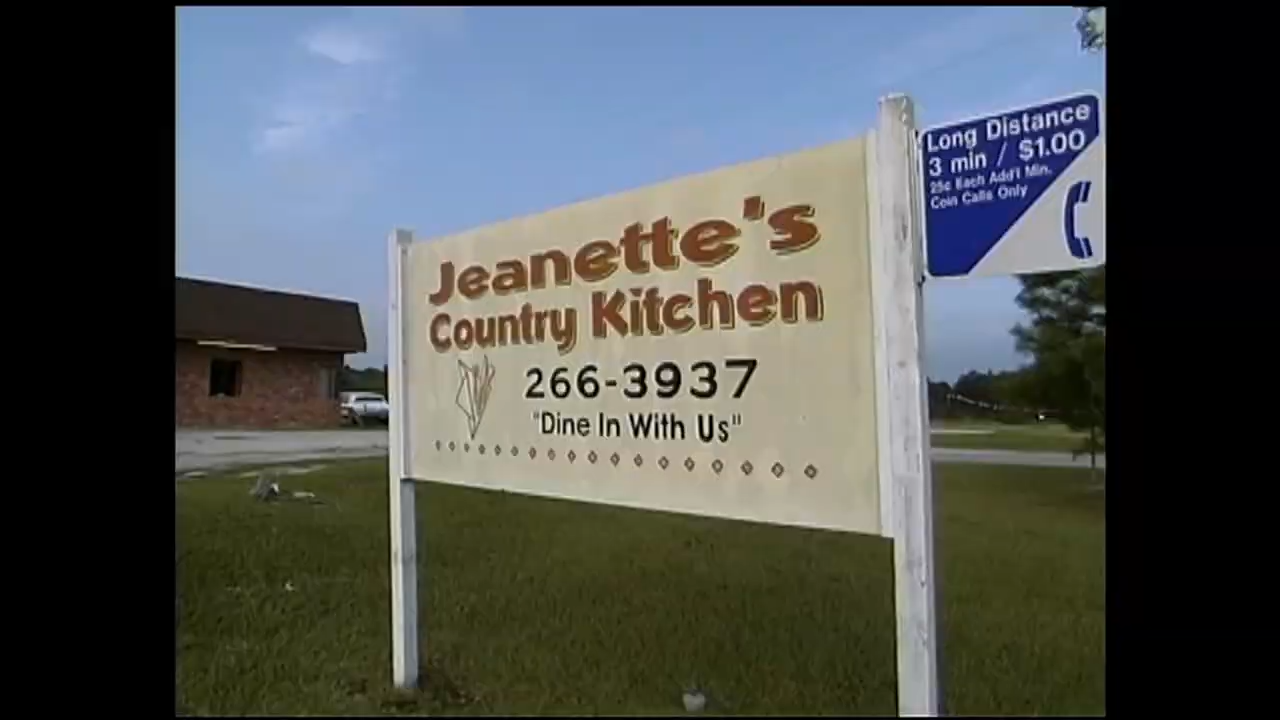 Jeanette's
Country Kitchen
266-3937
"Dine In With Us"
Long Distance
3 min / $1.00
25¢ Each Add'l Min.
Coin Calls Only